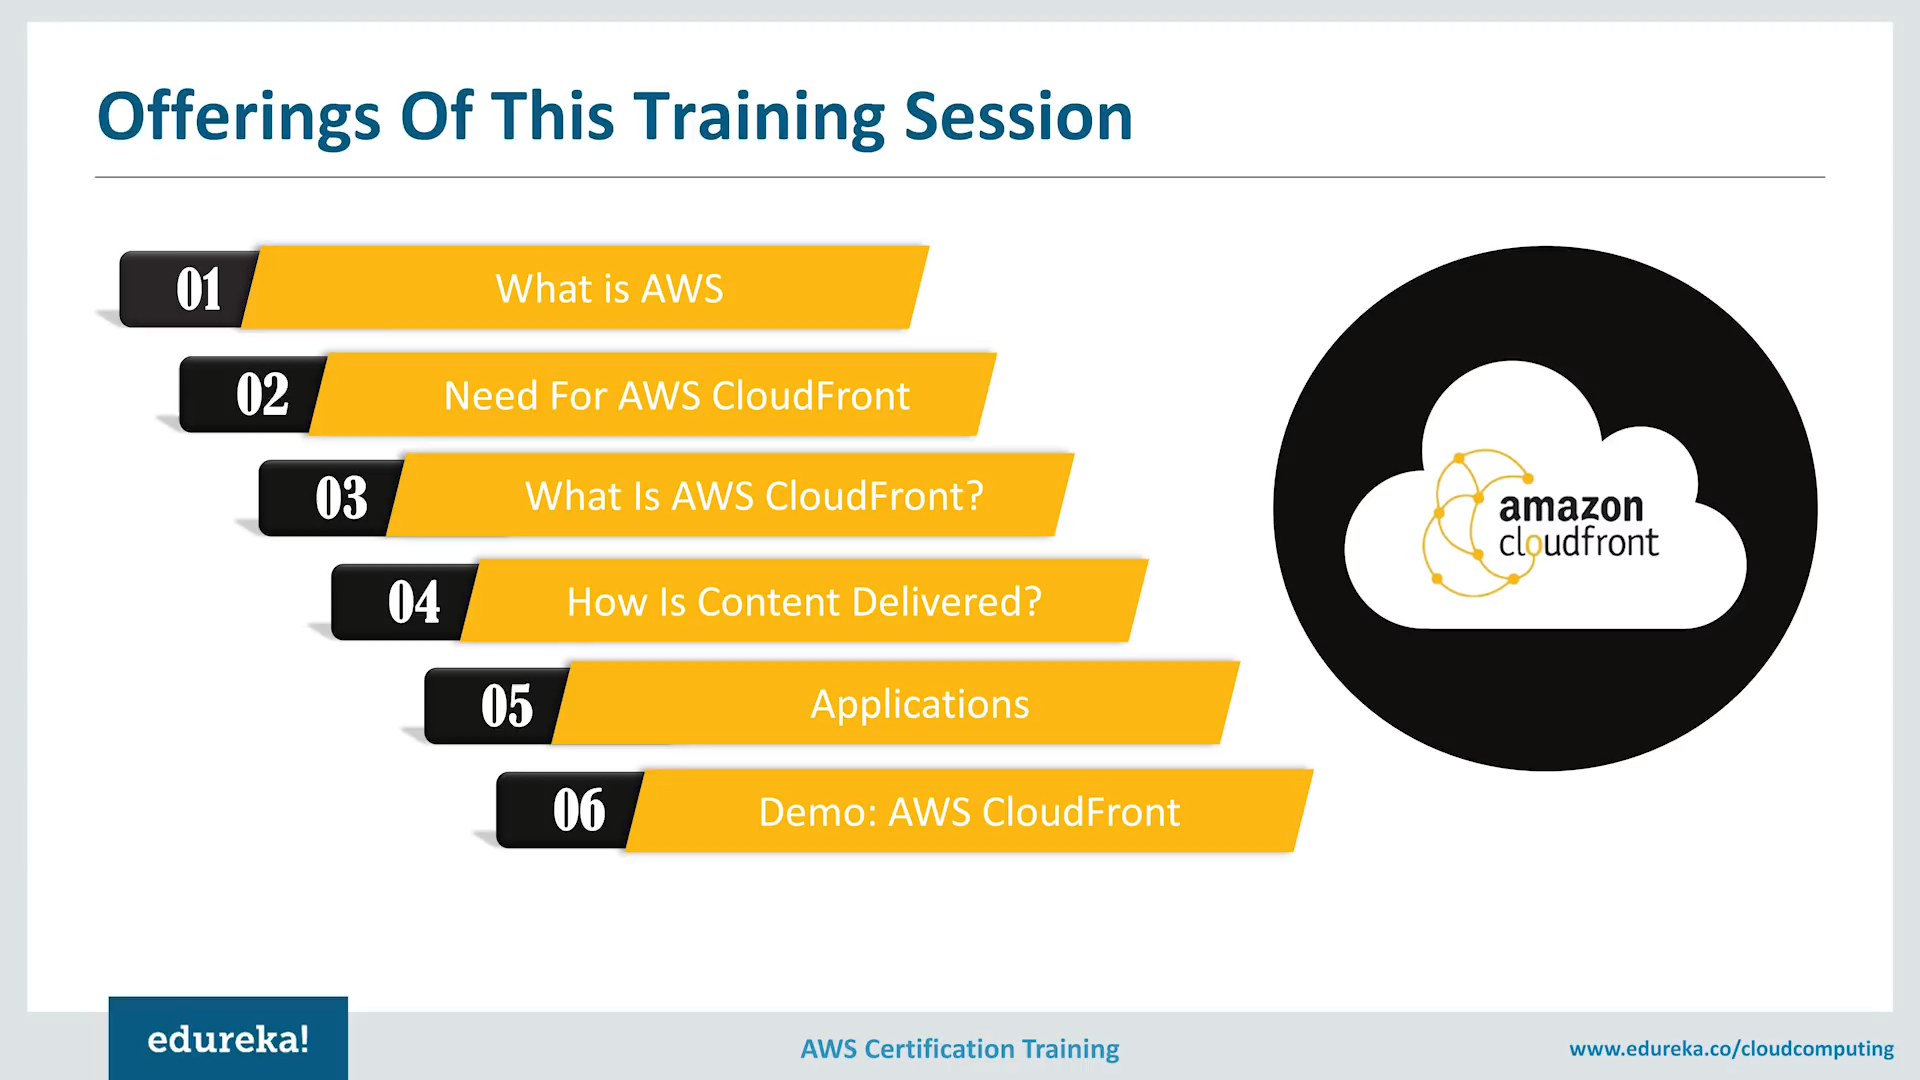 Offerings Of This Training Session
01
What is AWS
02
Need For AWS CloudFront
03
What Is AWS CloudFront?
04
How Is Content Delivered?
05
Applications
06
Demo: AWS CloudFront
amazon
cloudfront
edureka!
AWS Certification Training
www.edureka.co/cloudcomputing